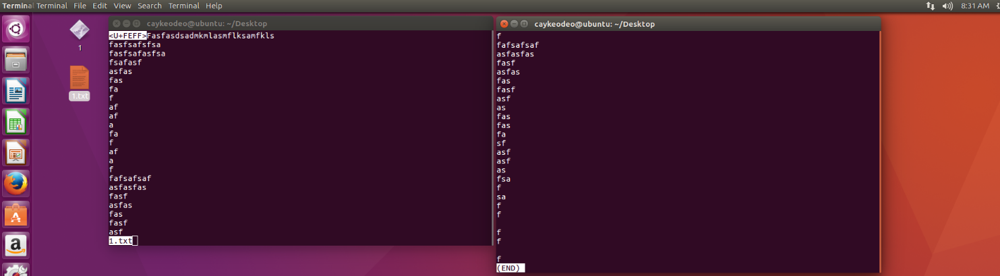 Terminal Terminal File Edit View Search Terminal Help 8:31 AM
1
1.txt
caykeodeo@ubuntu: ~/Desktop
<U+FEFF>Fasfasdsadmkmlasmflksamfkls
fasfsafsfsa
fasfsafasfsa
fsafasf
asfas
fas
fa
f
af
af
a
fa
f
af
a
f
fafsafsaf
asfasfas
fasf
asfas
fas
fasf
asf
1.txt
caykeodeo@ubuntu: ~/Desktop
f
fafsafsaf
asfasfas
fasf
asfas
fas
fasf
asf
as
fas
fas
fa
sf
asf
asf
as
fsa
f
sa
f
f
f
f
f
(END)